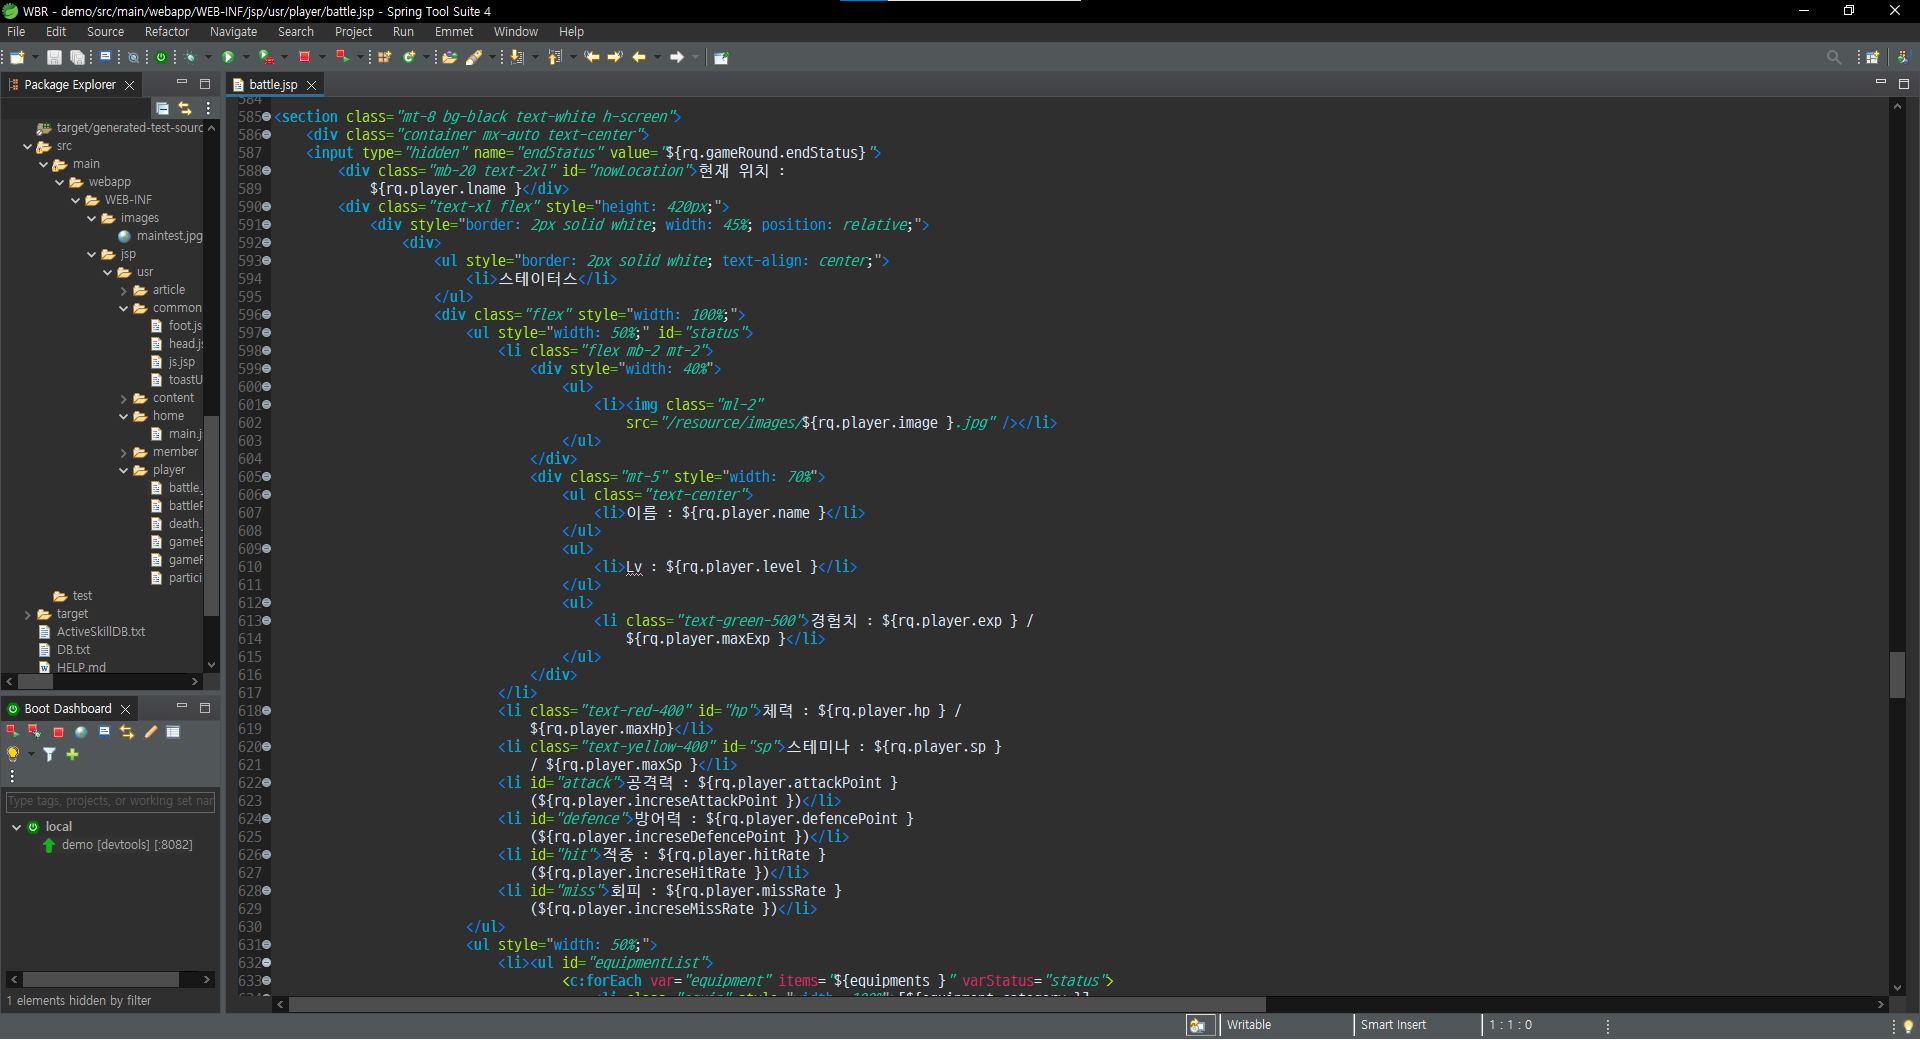 WBR - demo/src/main/webapp/WEB-INF/jsp/usr/player/battle.jsp - Spring Tool Suite 4
File Edit Source Refactor Navigate Search Project Run Emmet Window Help
Package Explorer
target/generated-test-sourc
src
main
webapp
WEB-INF
images
maintest.jpg
jsp
usr
article
common
foot.js
head.js
js.jsp
toastU
content
home
main.j
member
player
battle.
battleR
death.
game
game
partici
test
target
ActiveSkillDB.txt
DB.txt
HELP.md
Boot Dashboard
Type tags, projects, or working set nam
local
demo [devtools] [:8082]
1 elements hidden by filter
battle.jsp
584
585 <section class="mt-8 bg-black text-white h-screen">
586 <div class="container mx-auto text-center">
587 <input type="hidden" name="endStatus" value="${rq.gameRound.endStatus}">
588 <div class="mb-20 text-2xl" id="nowLocation">현재 위치 :
589 ${rq.player.lname }</div>
590 <div class="text-xl flex" style="height: 420px;">
591 <div style="border: 2px solid white; width: 45%; position: relative;">
592 <div>
593 <ul style="border: 2px solid white; text-align: center;">
594 <li>스테이터스</li>
595 </ul>
596 <div class="flex" style="width: 100%;">
597 <ul style="width: 50%;" id="status">
598 <li class="flex mb-2 mt-2">
599 <div style="width: 40%">
600 <ul>
601 <li><img class="ml-2"
602 src="/resource/images/${rq.player.image }.jpg" /></li>
603 </ul>
604 </div>
605 <div class="mt-5" style="width: 70%">
606 <ul class="text-center">
607 <li>이름 : ${rq.player.name }</li>
608 </ul>
609 <ul>
610 <li>Lv : ${rq.player.level }</li>
611 </ul>
612 <ul>
613 <li class="text-green-500">경험치 : ${rq.player.exp } /
614 ${rq.player.maxExp }</li>
615 </ul>
616 </div>
617 </li>
618 <li class="text-red-400" id="hp">체력 : ${rq.player.hp } /
619 ${rq.player.maxHp}</li>
620 <li class="text-yellow-400" id="sp">스테미나 : ${rq.player.sp }
621 / ${rq.player.maxSp }</li>
622 <li id="attack">공격력 : ${rq.player.attackPoint }
623 (${rq.player.increseAttackPoint })</li>
624 <li id="defence">방어력 : ${rq.player.defencePoint }
625 (${rq.player.increseDefencePoint })</li>
626 <li id="hit">적중 : ${rq.player.hitRate }
627 (${rq.player.increseHitRate })</li>
628 <li id="miss">회피 : ${rq.player.missRate }
629 (${rq.player.increseMissRate })</li>
630 </ul>
631 <ul style="width: 50%;">
632 <li><ul id="equipmentList">
633 <c:forEach var="equipment" items="${equipments }" varStatus="status">
Writable Smart Insert 1 : 1 : 0